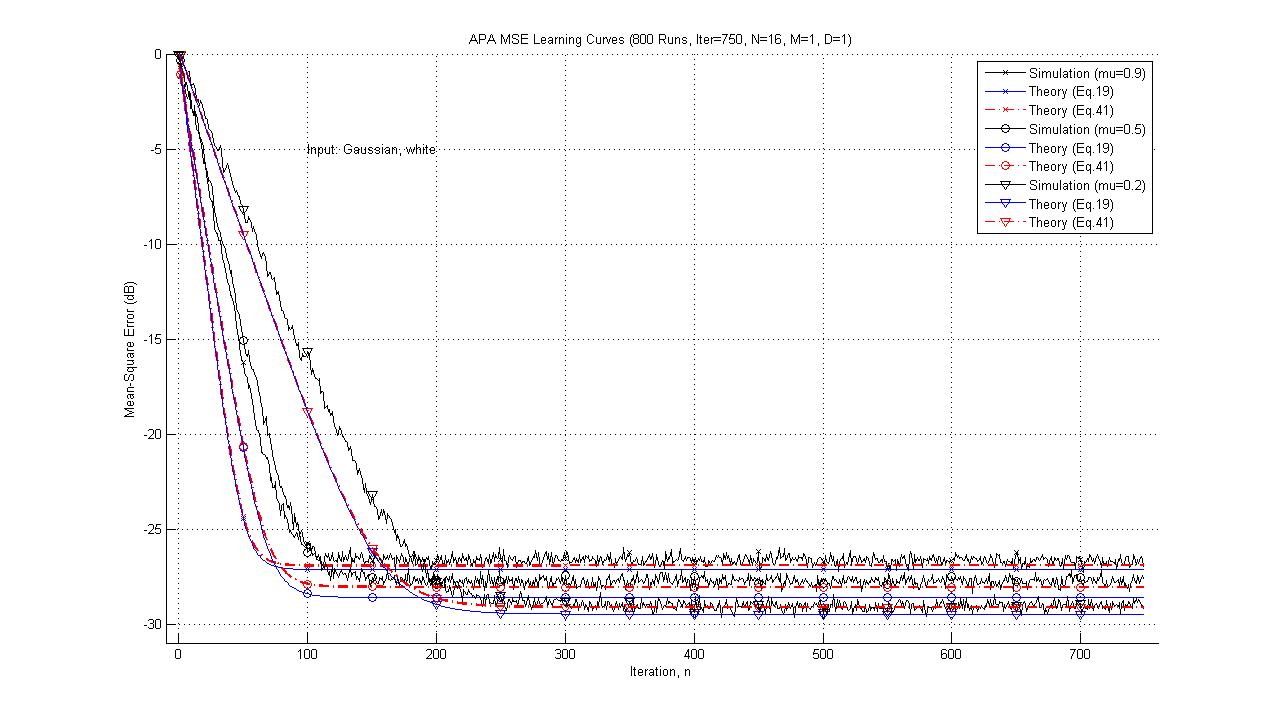 APA MSE Learning Curves (800 Runs, Iter=750, N=16, M=1, D=1)
Simulation (mu=0.9)
Theory (Eq.19)
Theory (Eq.41)
Simulation (mu=0.5)
Theory (Eq.19)
Theory (Eq.41)
Simulation (mu=0.2)
Theory (Eq.19)
Theory (Eq.41)
Input: Gaussian, white
Mean-Square Error (dB)
0
-5
-10
-15
-20
-25
-30
0 100 200 300 400 500 600 700
Iteration, n